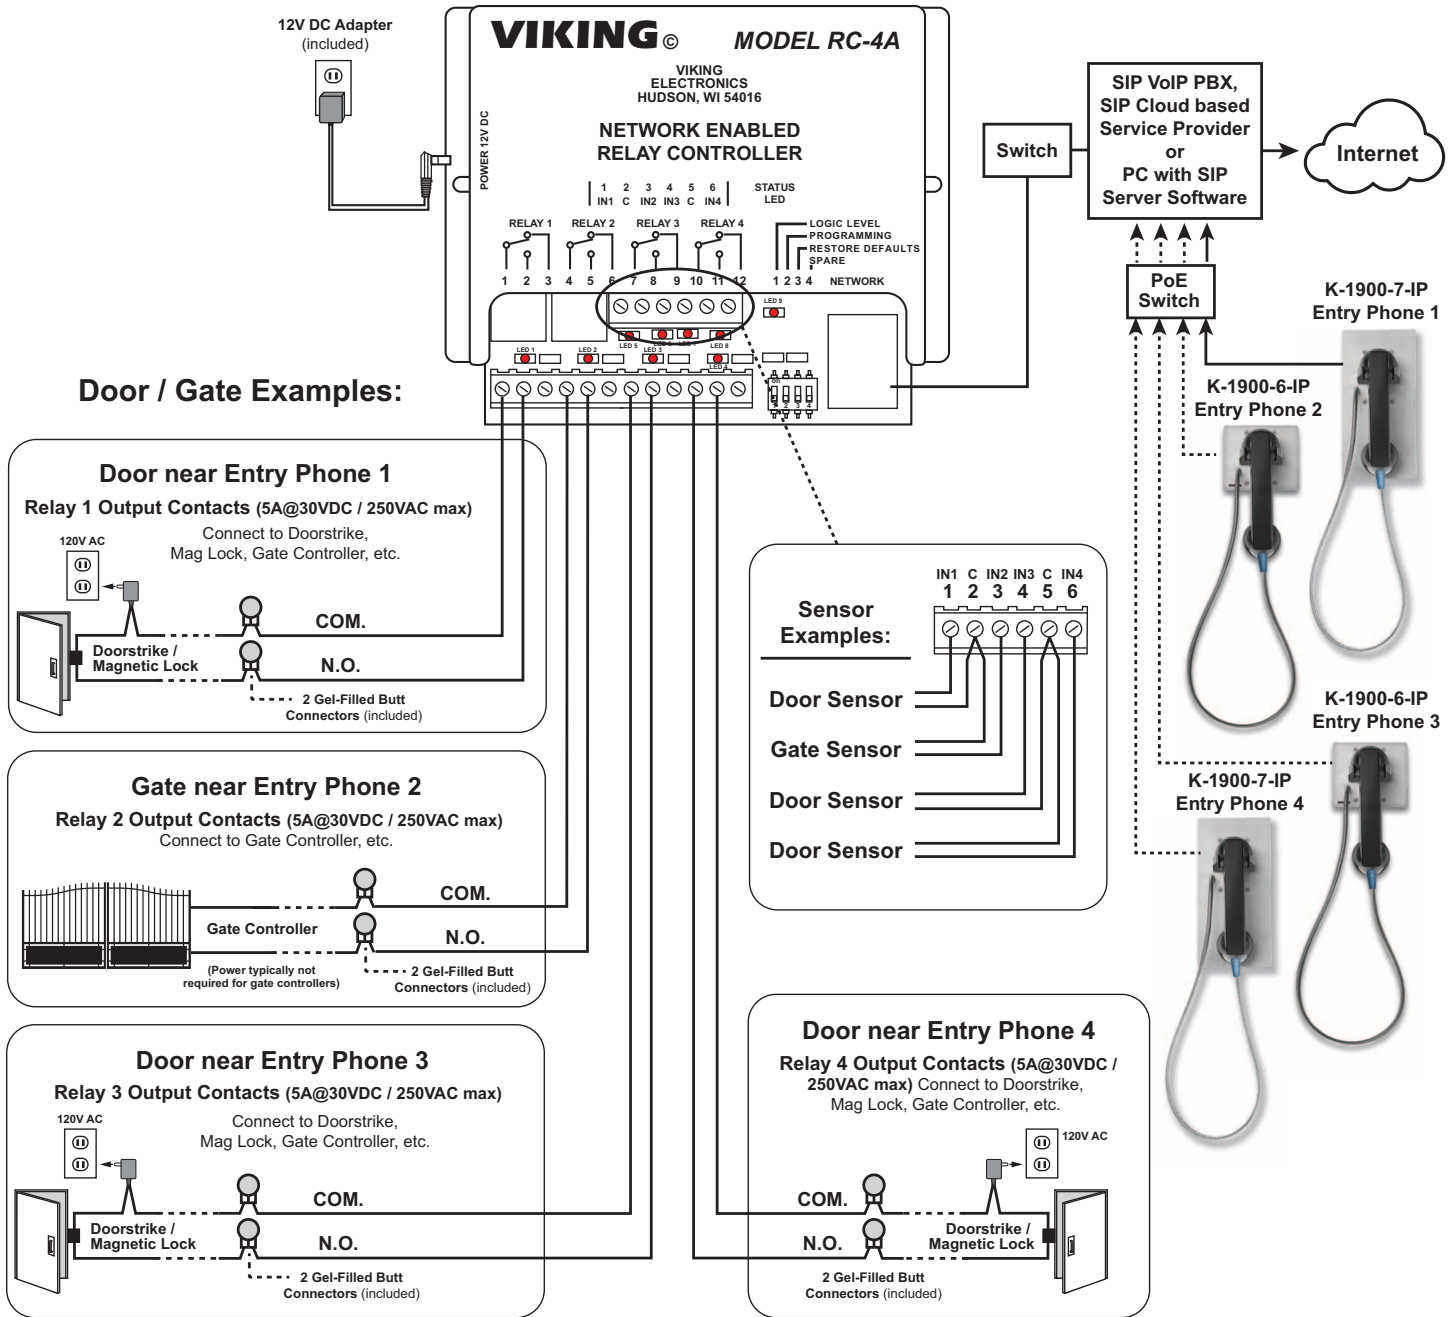 12V DC Adapter
(included)
VIKING © MODEL RC-4A
VIKING
ELECTRONICS
HUDSON, WI 54016
NETWORK ENABLED
RELAY CONTROLLER
POWER 12V DC
1 2 3 4 5 6
IN1 C IN2 IN3 C IN4
STATUS
LED
RELAY 1 RELAY 2 RELAY 3 RELAY 4
LOGIC LEVEL
PROGRAMMING
RESTORE DEFAULTS
SPARE
1 2 3 4 5 6 7 8 9 10 11 12 1 2 3 4 NETWORK
LED 9
LED 5 LED 8
LED 1 LED 2 LED 3 LED 4
on
1 2 3 4
Switch
SIP VoIP PBX,
SIP Cloud based
Service Provider
or
PC with SIP
Server Software
Internet
PoE
Switch
K-1900-7-IP
Entry Phone 1
K-1900-6-IP
Entry Phone 2
K-1900-6-IP
Entry Phone 3
K-1900-7-IP
Entry Phone 4
Door / Gate Examples:
Door near Entry Phone 1
Relay 1 Output Contacts (5A@30VDC / 250VAC max)
Connect to Doorstrike,
Mag Lock, Gate Controller, etc.
120V AC
COM.
Doorstrike /
Magnetic Lock
N.O.
2 Gel-Filled Butt
Connectors (included)
Gate near Entry Phone 2
Relay 2 Output Contacts (5A@30VDC / 250VAC max)
Connect to Gate Controller, etc.
COM.
Gate Controller
N.O.
(Power typically not
required for gate controllers)
2 Gel-Filled Butt
Connectors (included)
Door near Entry Phone 3
Relay 3 Output Contacts (5A@30VDC / 250VAC max)
Connect to Doorstrike,
Mag Lock, Gate Controller, etc.
120V AC
COM.
Doorstrike /
Magnetic Lock
N.O.
2 Gel-Filled Butt
Connectors (included)
Sensor
Examples:
IN1 C IN2 IN3 C IN4
1 2 3 4 5 6
Door Sensor
Gate Sensor
Door Sensor
Door Sensor
Door near Entry Phone 4
Relay 4 Output Contacts (5A@30VDC /
250VAC max) Connect to Doorstrike,
Mag Lock, Gate Controller, etc.
120V AC
COM.
Doorstrike /
Magnetic Lock
N.O.
2 Gel-Filled Butt
Connectors (included)